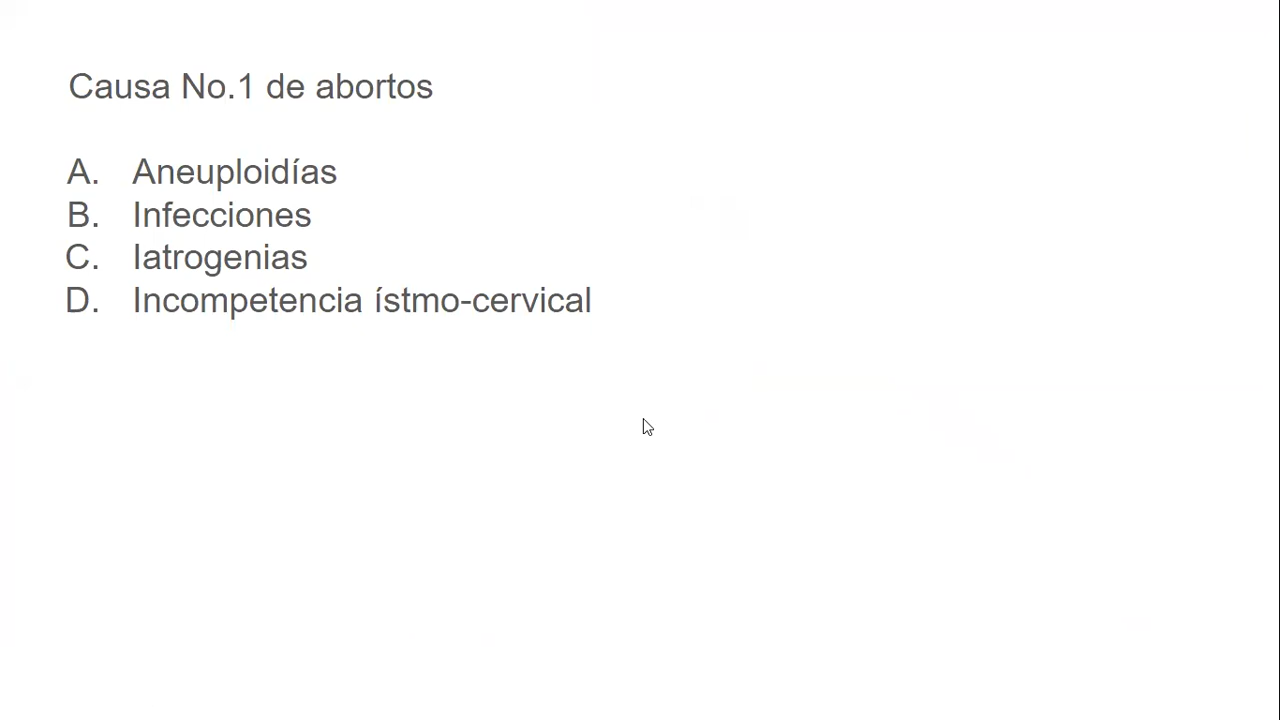 Causa No.1 de abortos
A. Aneuploidías
B. Infecciones
C. Iatrogenias
D. Incompetencia ístmo-cervical